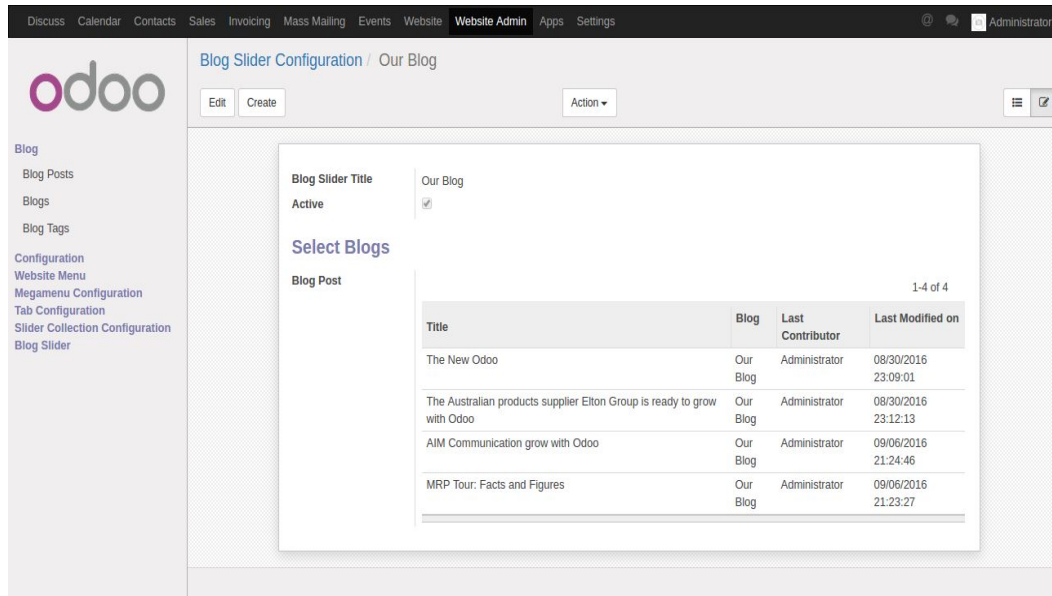 Discuss Calendar Contacts Sales Invoicing Mass Mailing Events Website Website Admin Apps Settings @ Administrator
odoo
Blog Slider Configuration / Our Blog
Edit Create Action
Blog
Blog Posts
Blogs
Blog Tags
Configuration
Website Menu
Megamenu Configuration
Tab Configuration
Slider Collection Configuration
Blog Slider
Blog Slider Title Our Blog
Active
Select Blogs
Blog Post
1-4 of 4
Title Blog Last Contributor Last Modified on
The New Odoo Our Blog Administrator 08/30/2016 23:09:01
The Australian products supplier Elton Group is ready to grow with Odoo Our Blog Administrator 08/30/2016 23:12:13
AIM Communication grow with Odoo Our Blog Administrator 09/06/2016 21:24:46
MRP Tour: Facts and Figures Our Blog Administrator 09/06/2016 21:23:27